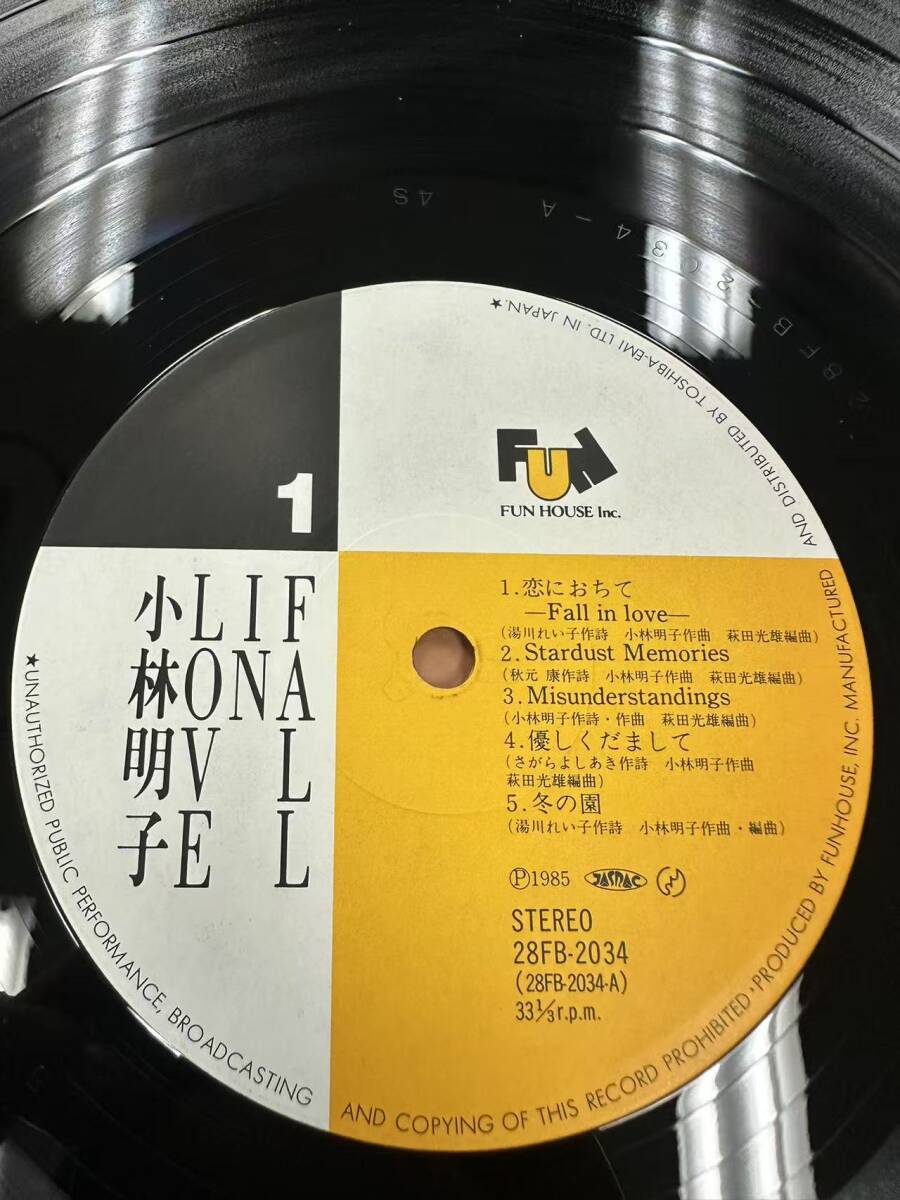 28FB-2034-A 4S
1
FUN
FUN HOUSE Inc.
FALL
IN
LOVE
小林明子
1.恋におちて
—Fall in love—
(湯川れい子作詩 小林明子作曲 萩田光雄編曲)
2.Stardust Memories
(秋元 康作詩 小林明子作曲 萩田光雄編曲)
3.Misunderstandings
(小林明子作詩・作曲 萩田光雄編曲)
4.優しくだまして
(さがらよしあき作詩 小林明子作曲
萩田光雄編曲)
5.冬の園
(湯川れい子作詩 小林明子作曲・編曲)
Ⓟ1985 JASRAC
STEREO
28FB-2034
(28FB-2034-A)
33⅓r.p.m.
★UNAUTHORIZED PUBLIC PERFORMANCE, BROADCASTING AND COPYING OF THIS RECORD PROHIBITED・PRODUCED BY FUNHOUSE, INC. MANUFACTURED AND DISTRIBUTED BY TOSHIBA-EMI LTD. IN JAPAN.★